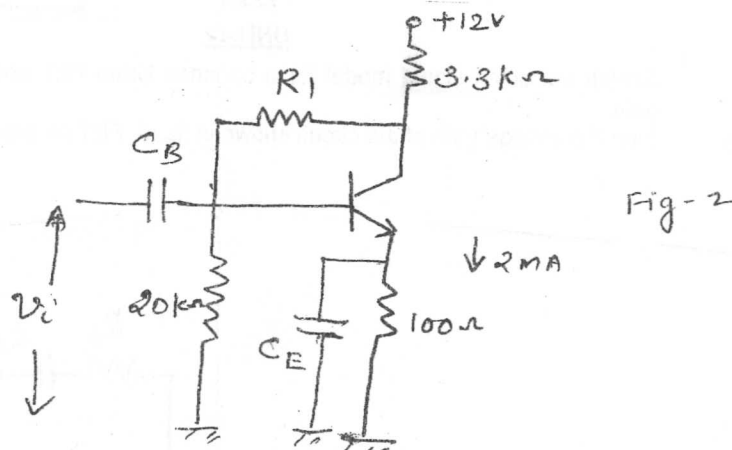 +12V
3.3kΩ
R1
CB
Fig-2
↓ 2mA
Vi
20kΩ
CE
100Ω